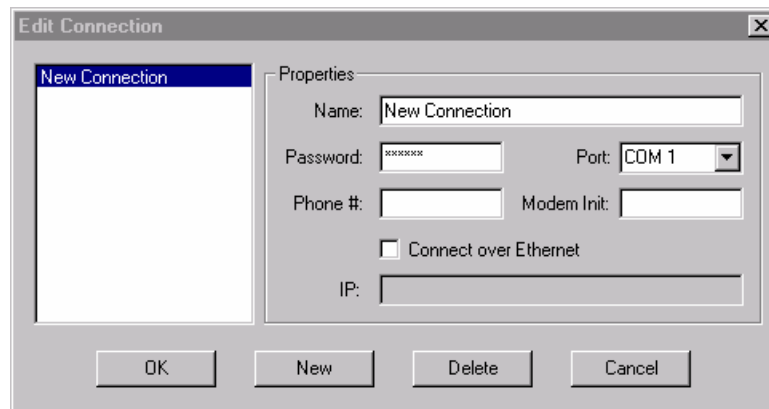 Edit Connection
New Connection
Properties
Name: New Connection
Password: ****** Port: COM 1
Phone #: Modem Init:
Connect over Ethernet
IP:
OK New Delete Cancel